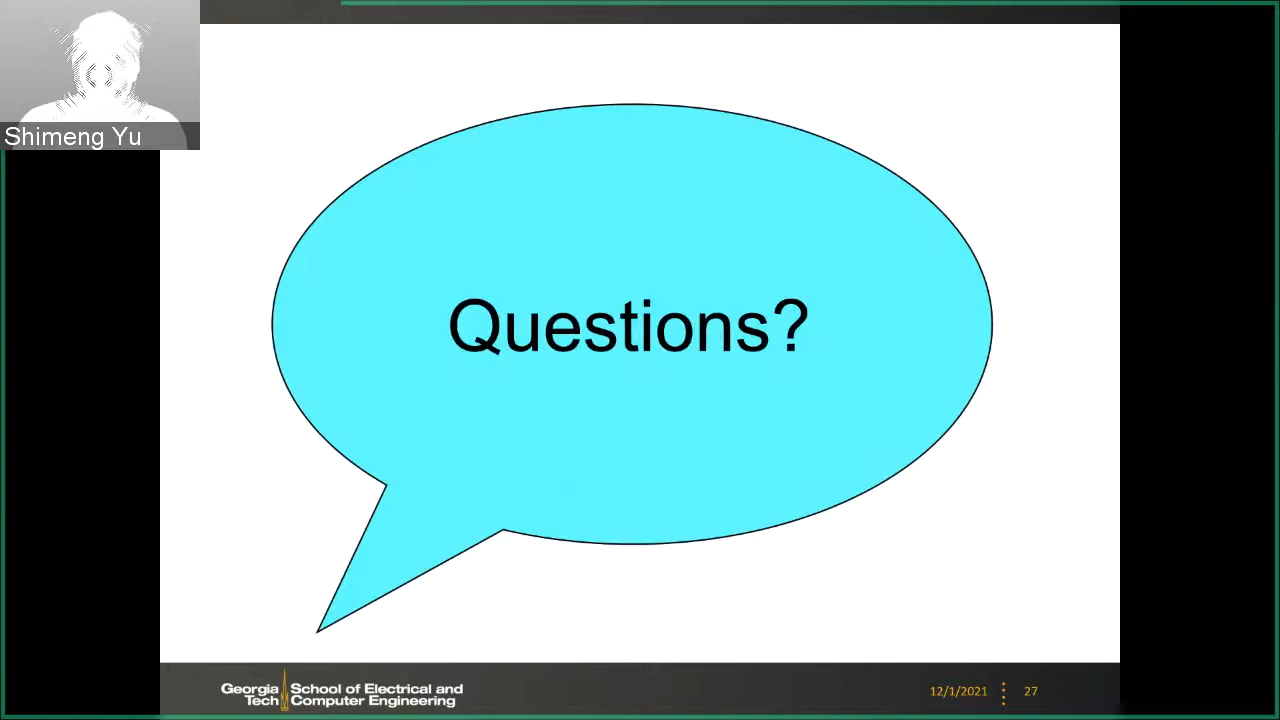 Shimeng Yu
Questions?
Georgia Tech
School of Electrical and Computer Engineering
12/1/2021
27